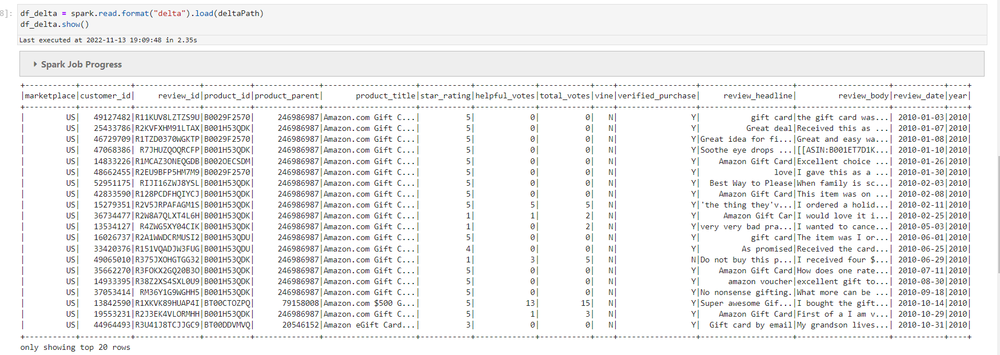 8]:
df_delta = spark.read.format("delta").load(deltaPath)
df_delta.show()
Last executed at 2022-11-13 19:09:48 in 2.35s
Spark Job Progress
+-----------+-----------+--------------+----------+--------------+--------------------+-----------+-------------+-----------+----+-----------------+--------------------+--------------------+-----------+----+
|marketplace|customer_id|     review_id|product_id|product_parent|       product_title|star_rating|helpful_votes|total_votes|vine|verified_purchase|     review_headline|         review_body|review_date|year|
+-----------+-----------+--------------+----------+--------------+--------------------+-----------+-------------+-----------+----+-----------------+--------------------+--------------------+-----------+----+
|         US|   49127482|R11KUV8LZTZS9U|B0029F2570|     246986987|Amazon.com Gift C...|          5|            0|          0|   N|                Y|           gift card|the gift card was...| 2010-01-03|2010|
|         US|   25433786|R2KVFXHM91LTAX|B001H53QDK|     246986987|Amazon.com Gift C...|          5|            0|          0|   N|                Y|          Great deal|Received this as ...| 2010-01-07|2010|
|         US|   46729709|R1TZD0370WGKTP|B0029F2570|     246986987|Amazon.com Gift C...|          5|            0|          0|   N|                Y|Great idea for fi...|Great and easy wa...| 2010-01-08|2010|
|         US|   47068386| R7JHUZQOQRCFP|B001H53QDK|     246986987|Amazon.com Gift C...|          5|            0|          0|   N|                Y|Soothe eye drops ...|[[ASIN:B001ET7D1K...| 2010-01-10|2010|
|         US|   14833226|R1MCAZ3ONEQGDB|B002OECSDM|     246986987|Amazon.com Gift C...|          5|            0|          0|   N|                Y|    Amazon Gift Card|Excellent choice ...| 2010-01-26|2010|
|         US|   48662455|R2EU9BFP5HM7M9|B0029F2570|     246986987|Amazon.com Gift C...|          5|            0|          0|   N|                Y|                love|I gave this as a ...| 2010-01-30|2010|
|         US|   52951175| RIJI16ZWJ8YSL|B001H53QDK|     246986987|Amazon.com Gift C...|          5|            0|          0|   N|                Y|  Best Way to Please|When family is sc...| 2010-02-03|2010|
|         US|   42833590|R128PCDFHQIYCJ|B001H53QDK|     246986987|Amazon.com Gift C...|          5|            0|          0|   N|                Y|    Amazon Gift Card|This item was on ...| 2010-02-08|2010|
|         US|   15279351|R2V5JRPAFAGM1S|B001H53QDK|     246986987|Amazon.com Gift C...|          5|            5|          5|   N|                Y|'the thing they'v...|I ordered a holid...| 2010-02-11|2010|
|         US|   36734477|R2W8A7QLXT4L6H|B001H53QDK|     246986987|Amazon.com Gift C...|          1|            1|          2|   N|                Y|     Amazon Gift Car|I would love it i...| 2010-02-25|2010|
|         US|   13534127| R4ZWG5XY04CIK|B001H53QDK|     246986987|Amazon.com Gift C...|          1|            0|          2|   N|                Y|very very bad pra...|I wanted to cance...| 2010-05-03|2010|
|         US|   16026737|R2A1WWDCRMUSI2|B001H53QDU|     246986987|Amazon.com Gift C...|          5|            0|          0|   N|                Y|           gift card|The item was I or...| 2010-06-01|2010|
|         US|   33420376|R151VQADJW3FUG|B001H53QDU|     246986987|Amazon.com Gift C...|          4|            0|          0|   N|                Y|         As promised|Received the card...| 2010-06-25|2010|
|         US|   49065010|R375JXOHGTGG32|B001H53QDK|     246986987|Amazon.com Gift C...|          1|            3|          5|   N|                N|Do not buy this p...|I received four $...| 2010-06-29|2010|
|         US|   35662270|R3FOKX2GQ20B3O|B001H53QDK|     246986987|Amazon.com Gift C...|          5|            0|          0|   N|                Y|    Amazon Gift Card|How does one rate...| 2010-07-11|2010|
|         US|   14933395|R38Z2XS4SXL0U9|B001H53QDK|     246986987|Amazon.com Gift C...|          5|            0|          0|   N|                Y|      amazon voucher|excellent gift to...| 2010-08-30|2010|
|         US|   37053414| RM36Y1G9WGHH5|B001H53QDK|     246986987|Amazon.com Gift C...|          5|            0|          0|   N|                Y|No nonsense gifting.|What more can be ...| 2010-09-18|2010|
|         US|   13842590|R1XKVK89HUAP4I|BT00CTOZPQ|      79158008|Amazon.com $500 G...|          5|           13|         15|   N|                Y|Super awesome Gif...|I bought the gift...| 2010-10-14|2010|
|         US|   19553231|R2J3EK4VLORMHH|B001H53QDK|     246986987|Amazon.com Gift C...|          5|            1|          3|   N|                Y|    Amazon Gift Card|First of a I am v...| 2010-10-29|2010|
|         US|   44964493|R3U41J8TCJJGC9|BT00DDVMVQ|      20546152|Amazon eGift Card...|          3|            0|          0|   N|                Y|  Gift card by email|My grandson lives...| 2010-10-31|2010|
+-----------+-----------+--------------+----------+--------------+--------------------+-----------+-------------+-----------+----+-----------------+--------------------+--------------------+-----------+----+
only showing top 20 rows